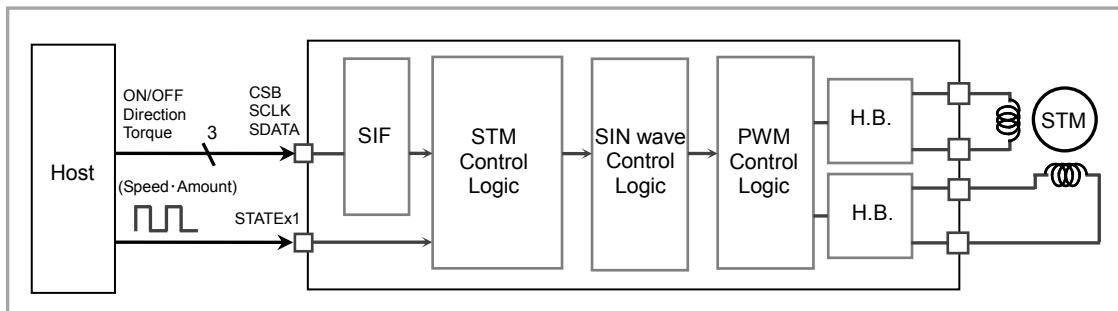 Host
ON/OFF
Direction
Torque
3
CSB
SCLK
SDATA
(Speed・Amount)
STATEx1
SIF
STM
Control
Logic
SIN wave
Control
Logic
PWM
Control
Logic
H.B.
H.B.
STM